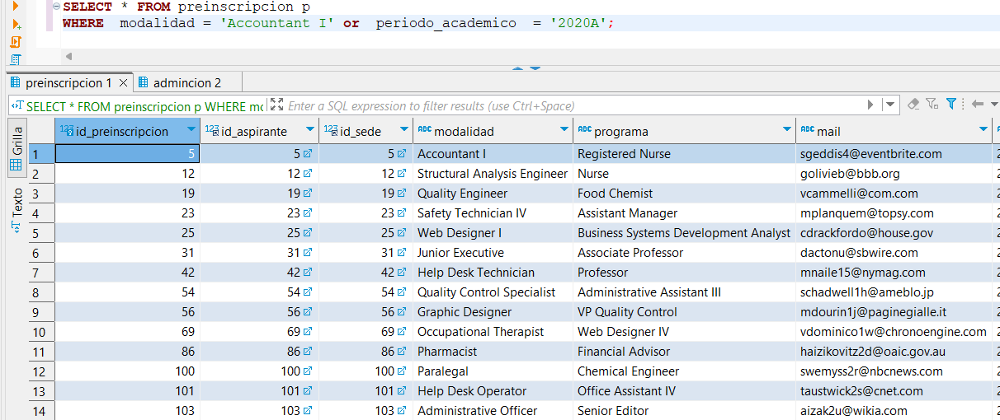 SELECT * FROM preinscripcion p
WHERE modalidad = 'Accountant I' or periodo_academico = '2020A';
preinscripcion 1 admincion 2
SELECT * FROM preinscripcion p WHERE mo Enter a SQL expression to filter results (use Ctrl+Space)
Grilla
Texto
123 id_preinscripcion 123 id_aspirante 123 id_sede ABC modalidad ABC programa ABC mail
1 5 5 5 Accountant I Registered Nurse sgeddis4@eventbrite.com
2 12 12 12 Structural Analysis Engineer Nurse golivieb@bbb.org
3 19 19 19 Quality Engineer Food Chemist vcammelli@com.com
4 23 23 23 Safety Technician IV Assistant Manager mplanquem@topsy.com
5 25 25 25 Web Designer I Business Systems Development Analyst cdrackfordo@house.gov
6 31 31 31 Junior Executive Associate Professor dactonu@sbwire.com
7 42 42 42 Help Desk Technician Professor mnaile15@nymag.com
8 54 54 54 Quality Control Specialist Administrative Assistant III schadwell1h@ameblo.jp
9 56 56 56 Graphic Designer VP Quality Control mdourin1j@paginegialle.it
10 69 69 69 Occupational Therapist Web Designer IV vdominico1w@chronoengine.com
11 86 86 86 Pharmacist Financial Advisor haizikovitz2d@oaic.gov.au
12 100 100 100 Paralegal Chemical Engineer swemyss2r@nbcnews.com
13 101 101 101 Help Desk Operator Office Assistant IV taustwick2s@cnet.com
14 103 103 103 Administrative Officer Senior Editor aizak2u@wikia.com